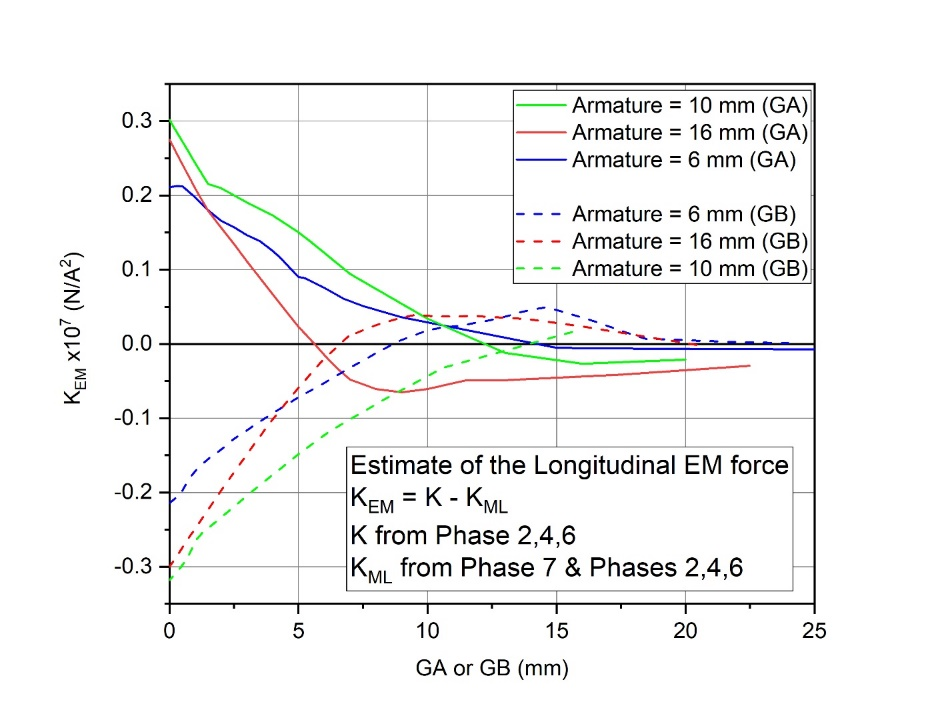 Armature = 10 mm (GA)
Armature = 16 mm (GA)
Armature = 6 mm (GA)
Armature = 6 mm (GB)
Armature = 16 mm (GB)
Armature = 10 mm (GB)
0.3
0.2
0.1
0.0
-0.1
-0.2
-0.3
K_EM x10^7 (N/A^2)
Estimate of the Longitudinal EM force
K_EM = K - K_ML
K from Phase 2,4,6
K_ML from Phase 7 & Phases 2,4,6
0 5 10 15 20 25
GA or GB (mm)